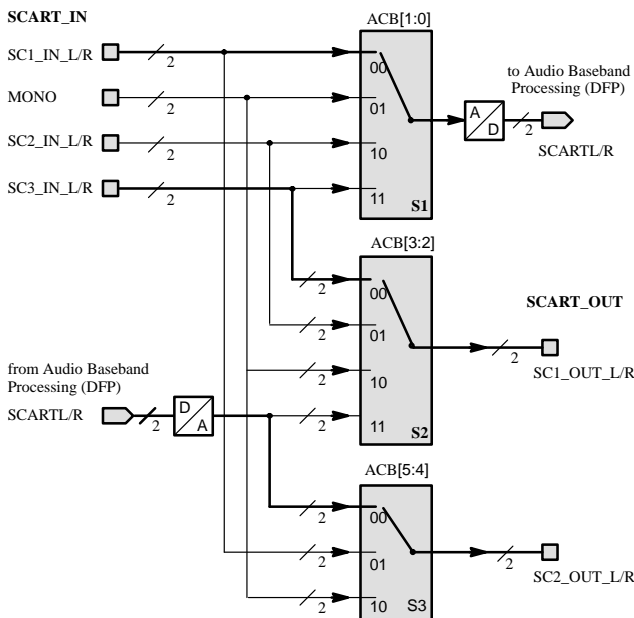 SCART_IN
ACB[1:0]
SC1_IN_L/R
2
00
to Audio Baseband
Processing (DFP)
MONO
2
01
A
D
2
SCARTL/R
SC2_IN_L/R
2
10
SC3_IN_L/R
2
11
S1
ACB[3:2]
2
00
SCART_OUT
2
01
2
SC1_OUT_L/R
from Audio Baseband
Processing (DFP)
2
10
SCARTL/R
2
D
A
2
11
S2
ACB[5:4]
2
00
2
01
2
SC2_OUT_L/R
2
10
S3